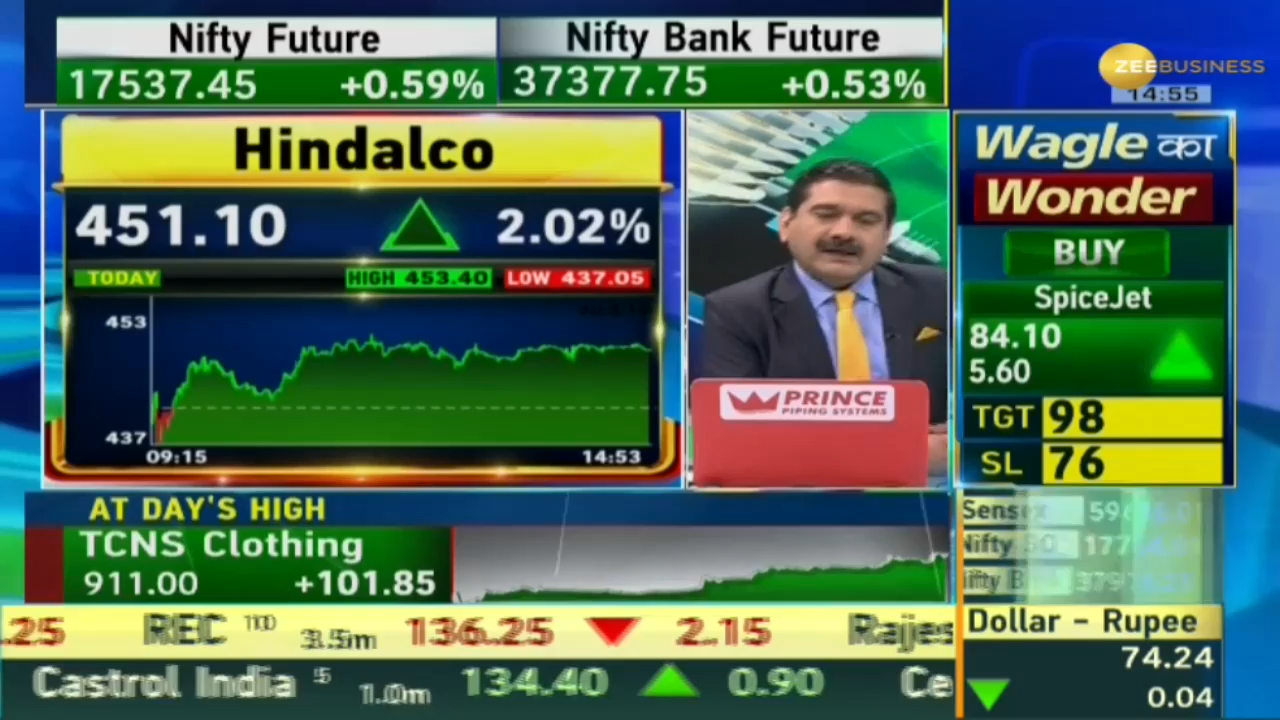 Nifty Future
17537.45 +0.59%
Nifty Bank Future
37377.75 +0.53%
ZEEBUSINESS
14:55
Hindalco
451.10 2.02%
TODAY HIGH 453.40 LOW 437.05
453
437
09:15 14:53
PRINCE
PIPING SYSTEMS
Wagle का
Wonder
BUY
SpiceJet
84.10
5.60
TGT 98
SL 76
AT DAY'S HIGH
TCNS Clothing
911.00 +101.85
Dollar - Rupee
74.24
0.04
.25 REC 136.25 2.15 Rajes
Castrol India 5 1.0m 134.40 0.90 Ce